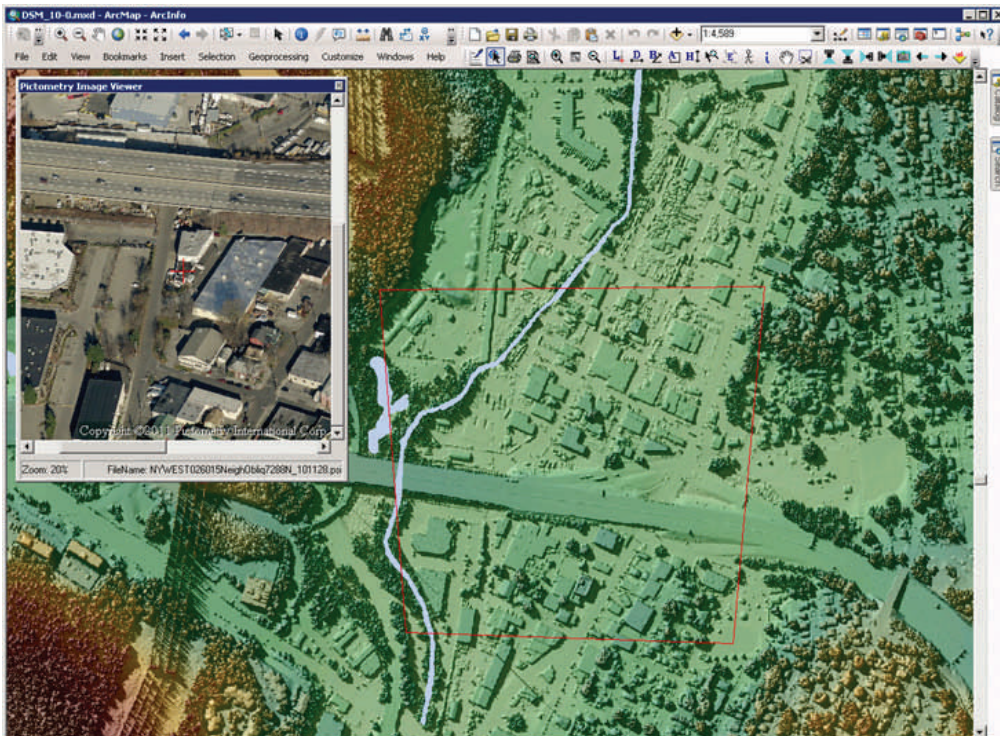 DSM_10-0.mxd - ArcMap - ArcInfo
1:4,589
File Edit View Bookmarks Insert Selection Geoprocessing Customize Windows Help
Pictometry Image Viewer
Copyright ©2011 Pictometry International Corp.
Zoom: 20% FileName: NYWEST026015NeighObliq7288N_101128.psi